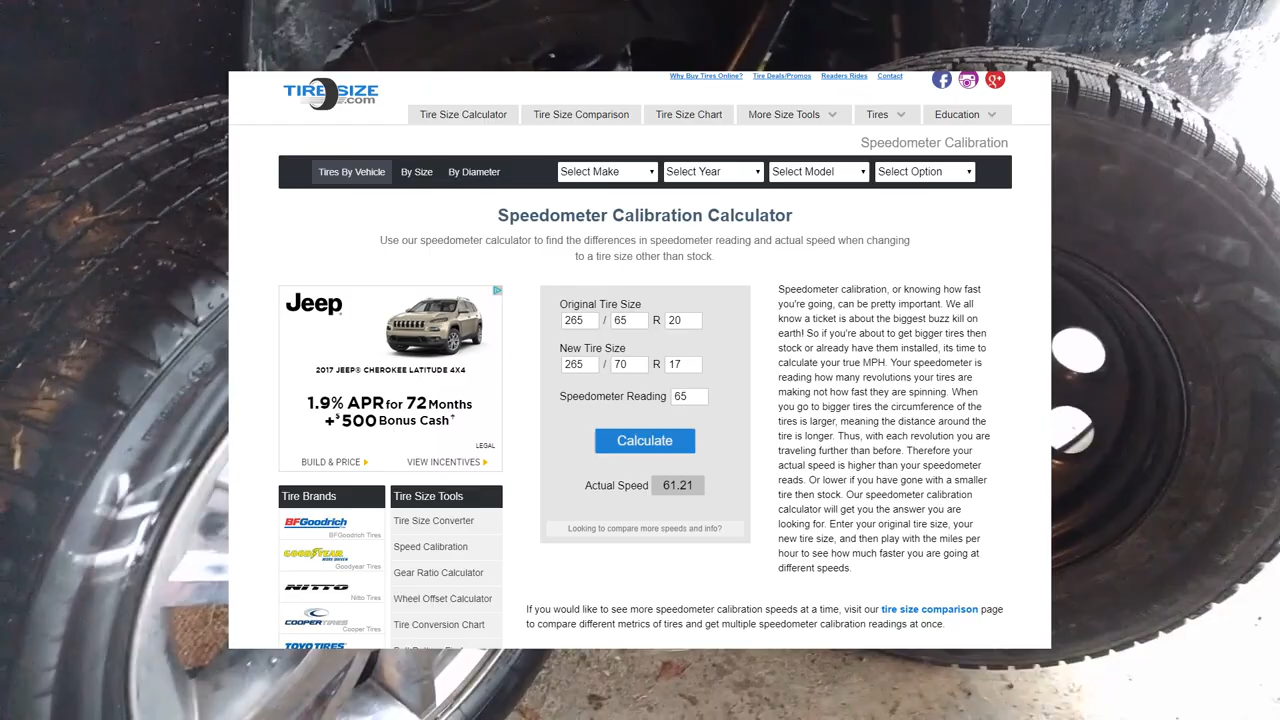 Why Buy Tires Online? Tire Deals/Promos Readers Rides Contact
TIRESIZE
.com
Tire Size Calculator Tire Size Comparison Tire Size Chart More Size Tools Tires Education
Speedometer Calibration
Tires By Vehicle By Size By Diameter Select Make Select Year Select Model Select Option
Speedometer Calibration Calculator
Use our speedometer calculator to find the differences in speedometer reading and actual speed when changing
to a tire size other than stock.
Jeep
2017 JEEP® CHEROKEE LATITUDE 4X4
1.9% APR for 72 Months
+$500 Bonus Cash†
LEGAL
BUILD & PRICE VIEW INCENTIVES
Tire Brands
BFGoodrich
BFGoodrich Tires
GOODYEAR
Goodyear Tires
NITTO
Nitto Tires
COOPERTIRES
Cooper Tires
TOYO TIRES
Tire Size Tools
Tire Size Converter
Speed Calibration
Gear Ratio Calculator
Wheel Offset Calculator
Tire Conversion Chart
Original Tire Size
265 / 65 R 20
New Tire Size
265 / 70 R 17
Speedometer Reading 65
Calculate
Actual Speed 61.21
Looking to compare more speeds and info?
Speedometer calibration, or knowing how fast
you're going, can be pretty important. We all
know a ticket is about the biggest buzz kill on
earth! So if you're about to get bigger tires then
stock or already have them installed, its time to
calculate your true MPH. Your speedometer is
reading how many revolutions your tires are
making not how fast they are spinning. When
you go to bigger tires the circumference of the
tires is larger, meaning the distance around the
tire is longer. Thus, with each revolution you are
traveling further than before. Therefore your
actual speed is higher than your speedometer
reads. Or lower if you have gone with a smaller
tire then stock. Our speedometer calibration
calculator will get you the answer you are
looking for. Enter your original tire size, your
new tire size, and then play with the miles per
hour to see how much faster you are going at
different speeds.
If you would like to see more speedometer calibration speeds at a time, visit our tire size comparison page
to compare different metrics of tires and get multiple speedometer calibration readings at once.